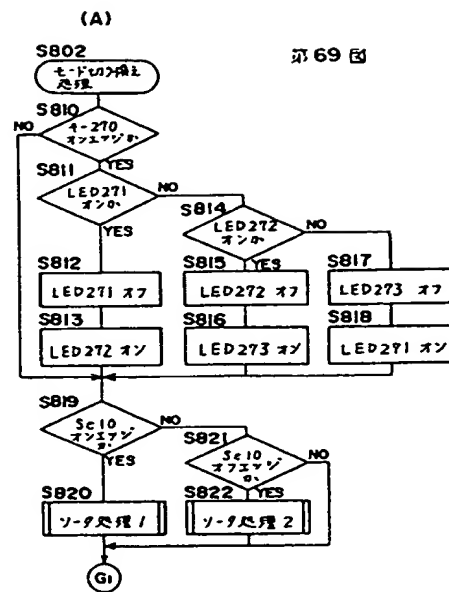 (A)
第69図
S802
モード切り換え
処理
S810
キー270
オンエッジか
NO
YES
S811
LED271
オンか
NO
YES
S814
LED272
オンか
NO
YES
S812
LED271 オフ
S815
LED272 オフ
S817
LED273 オフ
S813
LED272 オン
S816
LED273 オン
S818
LED271 オン
S819
Sc10
オンエッジ
か
NO
YES
S821
Sc10
オフエッジ
か
NO
YES
S820
ソータ処理1
S822
ソータ処理2
G1